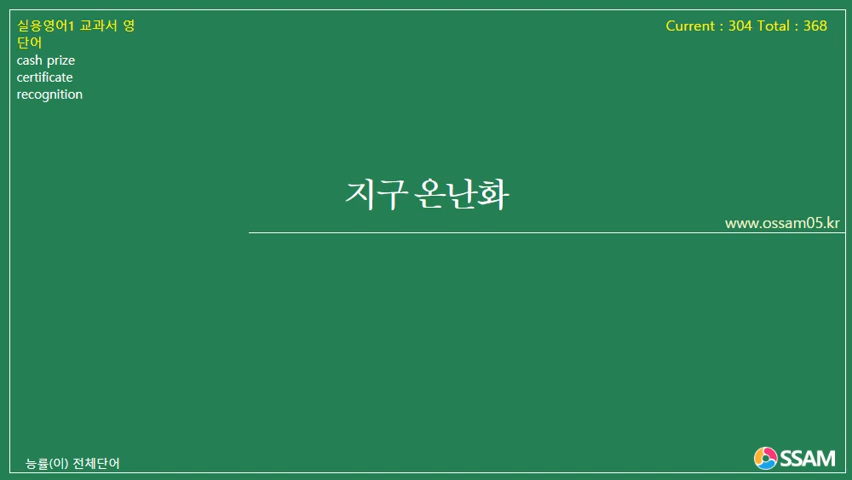 실용영어1 교과서 영
단어
cash prize
certificate
recognition
Current : 304 Total : 368
지구 온난화
www.ossam05.kr
능률(이) 전체단어
OSSAM